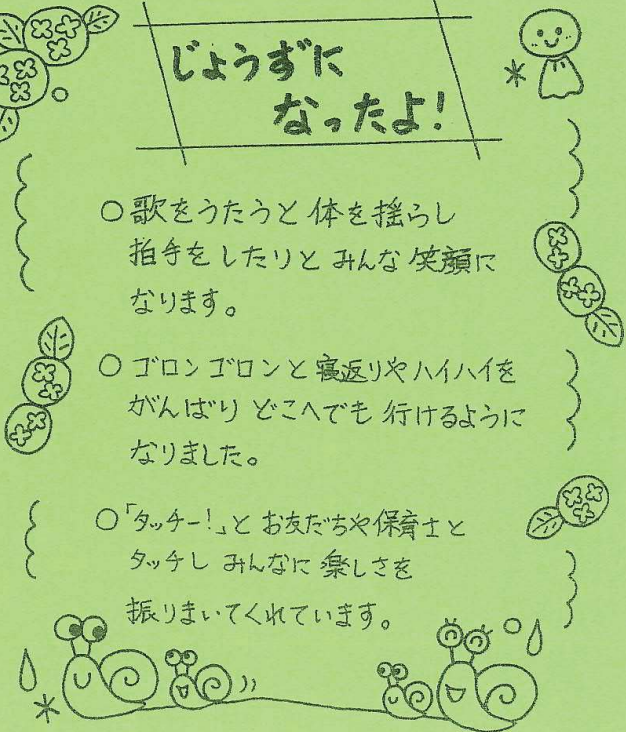 じょうずに
なったよ!
○歌をうたうと体を揺らし
拍手をしたりとみんな笑顔に
なります。
○ゴロンゴロンと寝返りやハイハイを
がんばりどこへでも行けるように
なりました。
○「タッチー!」とお友だちや保育士と
タッチしみんなに楽しさを
振りまいてくれています。